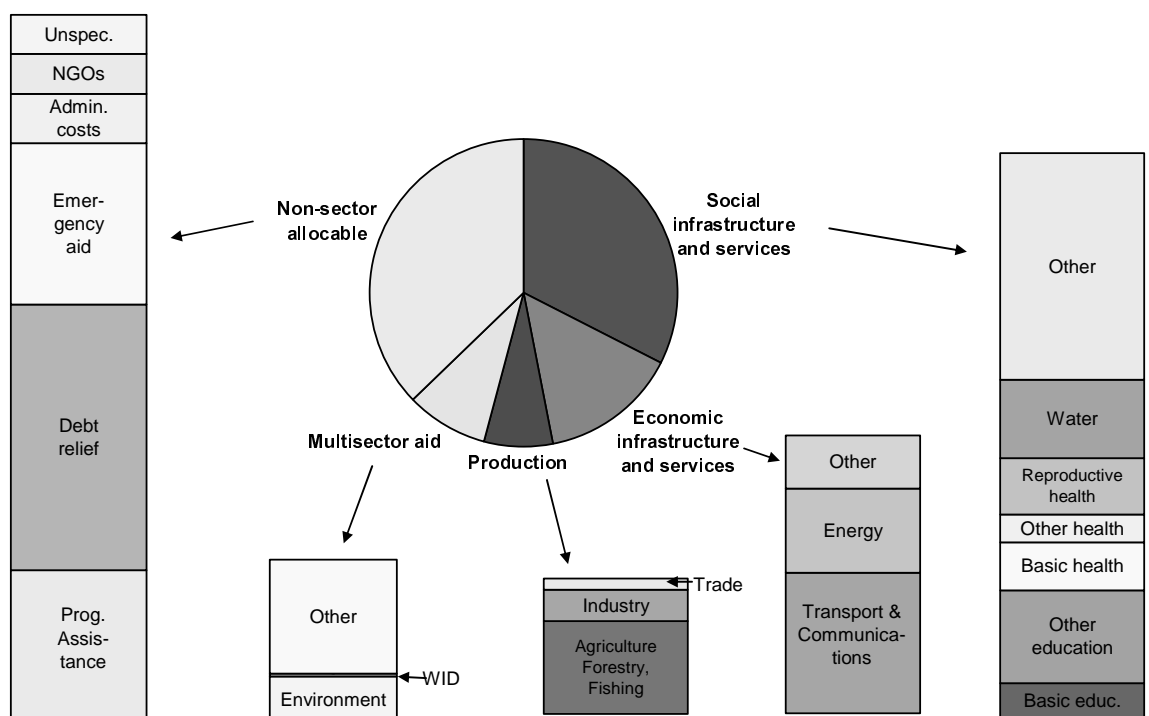 Unspec.
NGOs
Admin.
costs
Emer-
gency
aid
Debt
relief
Prog.
Assis-
tance
Non-sector
allocable
Social
infrastructure
and services
Economic
infrastructure
and services
Production
Multisector aid
Other
WID
Environment
Trade
Industry
Agriculture
Forestry,
Fishing
Other
Energy
Transport &
Communica-
tions
Other
Water
Reproductive
health
Other health
Basic health
Other
education
Basic educ.